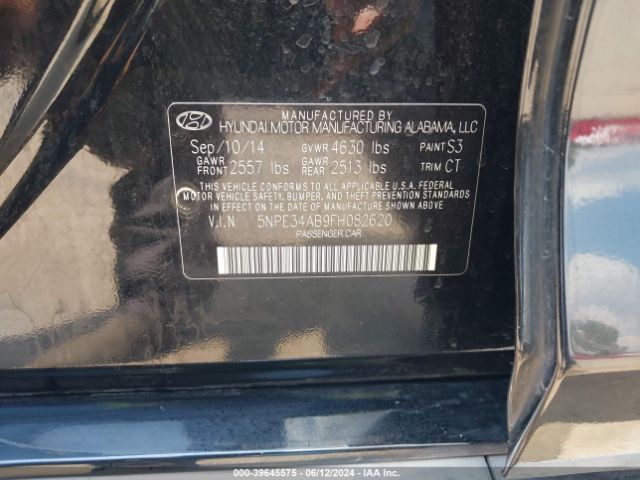 MANUFACTURED BY
HYUNDAI MOTOR MANUFACTURING ALABAMA, LLC
Sep/10/14 GVWR 4630 lbs PAINT S3
GAWR FRONT 2557 lbs GAWR REAR 2513 lbs TRIM CT
THIS VEHICLE CONFORMS TO ALL APPLICABLE U.S.A. FEDERAL
MOTOR VEHICLE SAFETY, BUMPER, AND THEFT PREVENTION
STANDARDS IN EFFECT ON THE DATE OF MANUFACTURE SHOWN ABOVE.
V.I.N 5NPE34AB9FH082620
PASSENGER CAR
000-39645575 - 06/12/2024 - IAA Inc.